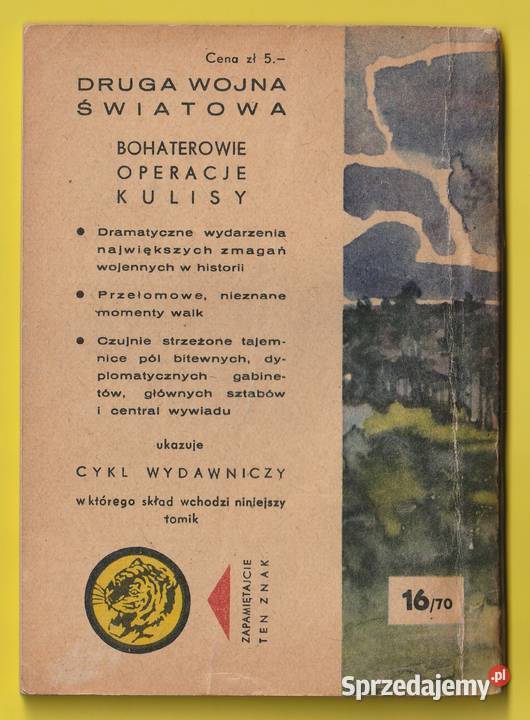 Cena zł 5.–
DRUGA WOJNA
ŚWIATOWA
BOHATEROWIE
OPERACJE
KULISY
● Dramatyczne wydarzenia
największych zmagań
wojennych w historii
● Przełomowe, nieznane
momenty walk
● Czujnie strzeżone tajem-
nice pól bitewnych, dy-
plomatycznych gabine-
tów, głównych sztabów
i central wywiadu
ukazuje
CYKL WYDAWNICZY
w którego skład wchodzi niniejszy
tomik
ZAPAMIĘTAJCIE
TEN ZNAK
16/70
Sprzedajemy.pl